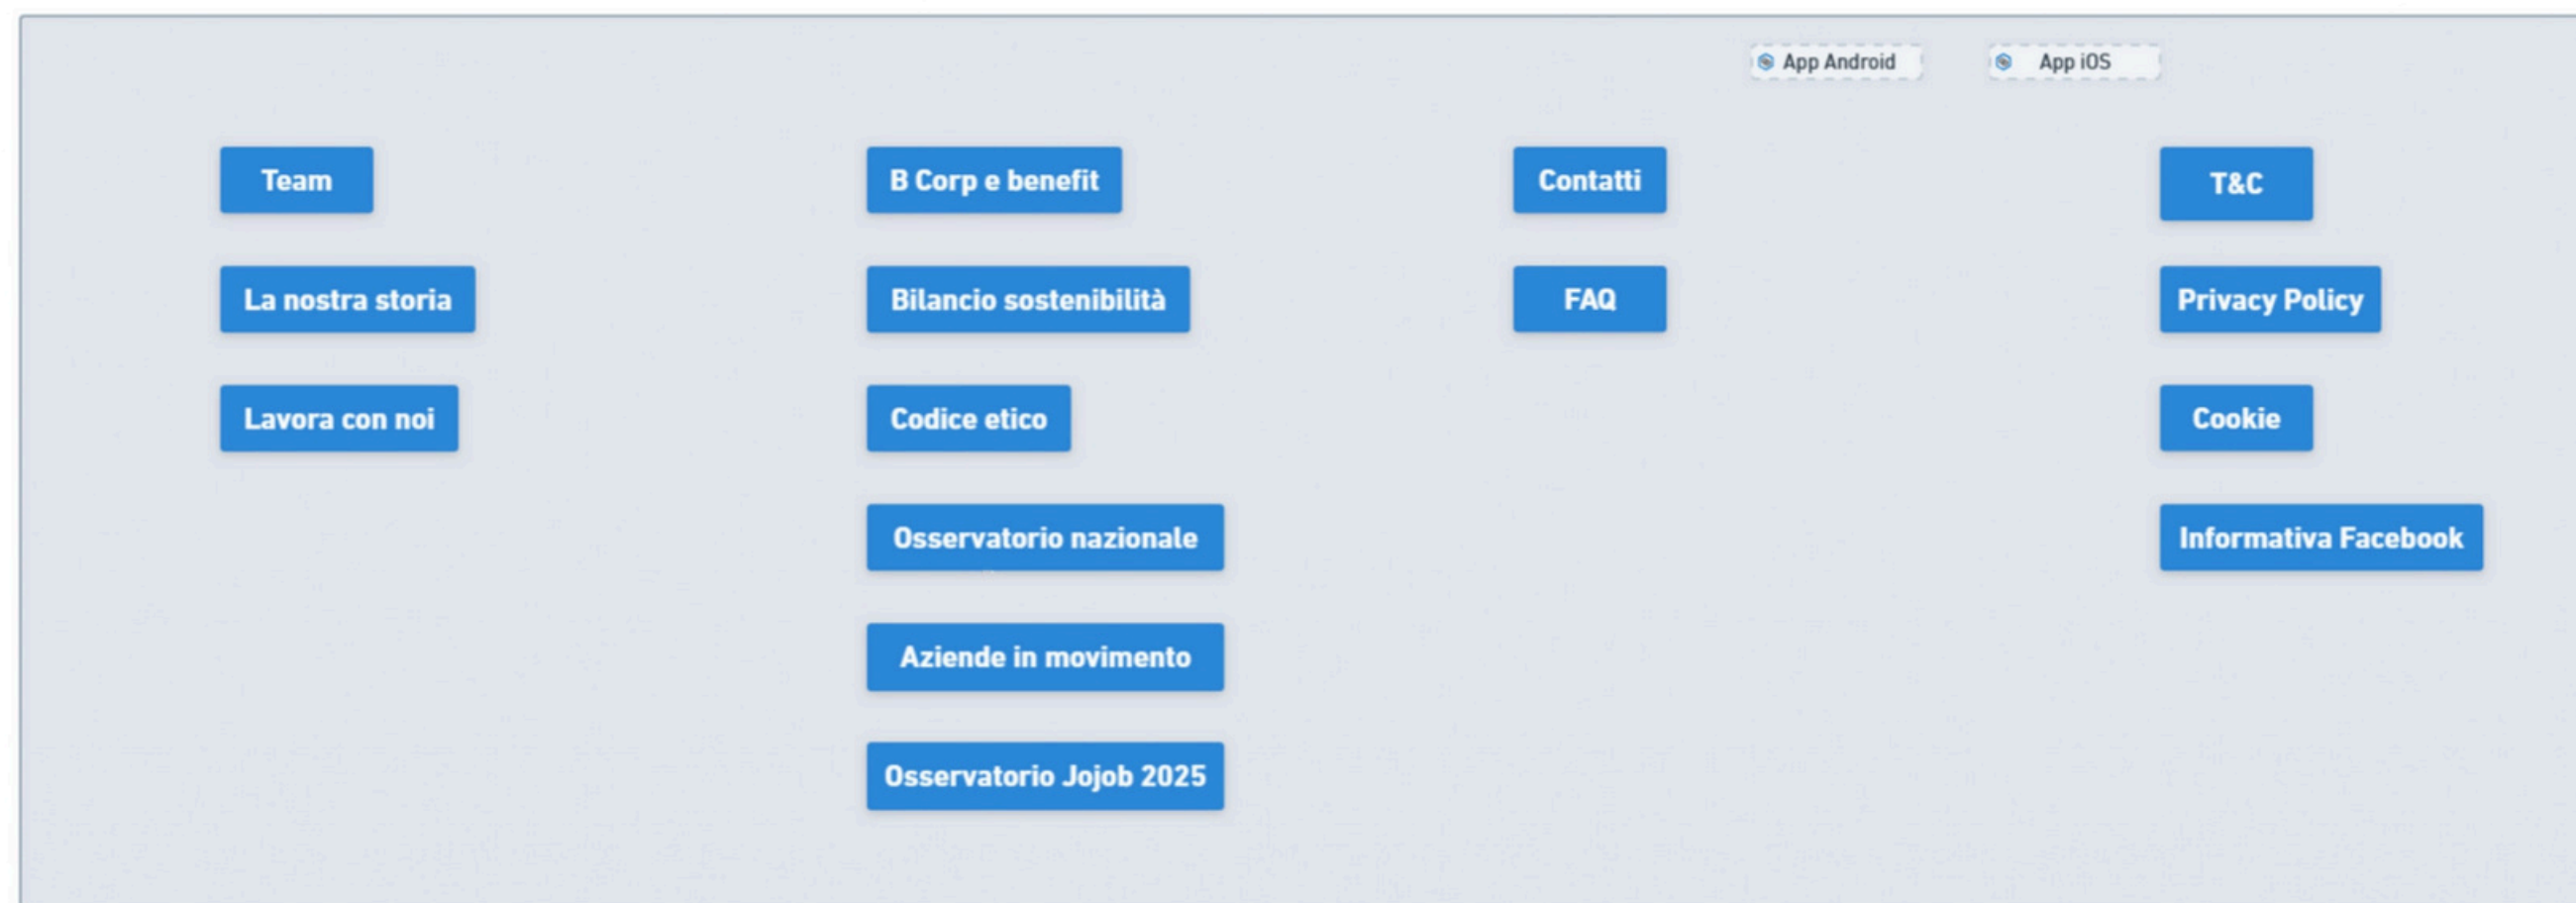 App Android
App iOS
Team
B Corp e benefit
Contatti
T&C
La nostra storia
Bilancio sostenibilità
FAQ
Privacy Policy
Lavora con noi
Codice etico
Cookie
Osservatorio nazionale
Informativa Facebook
Aziende in movimento
Osservatorio Jojob 2025